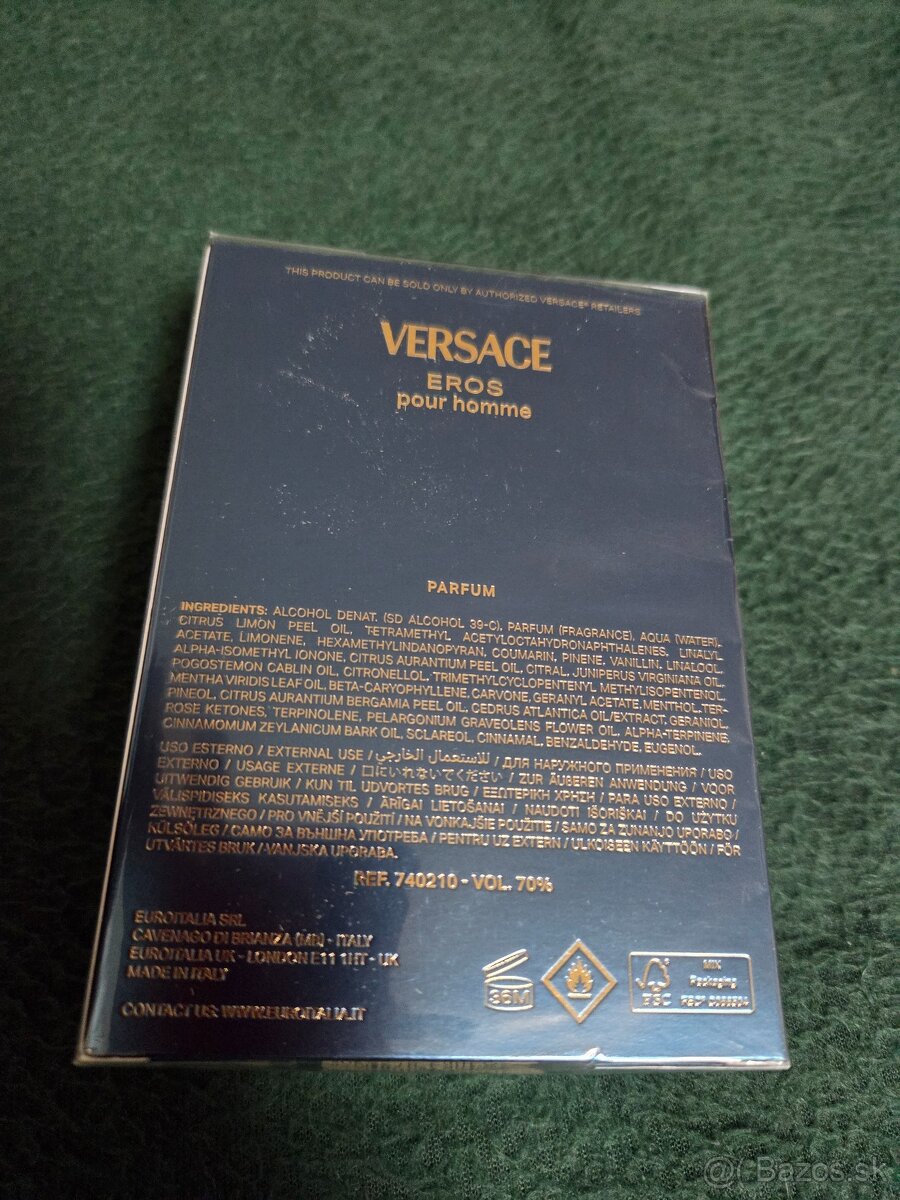 THIS PRODUCT CAN BE SOLD ONLY BY AUTHORIZED VERSACE® RETAILERS
VERSACE
EROS
pour homme
PARFUM
INGREDIENTS: ALCOHOL DENAT. (SD ALCOHOL 39-C), PARFUM (FRAGRANCE), AQUA (WATER),
CITRUS LIMON PEEL OIL, TETRAMETHYL ACETYLOCTAHYDRONAPHTHALENES, LINALYL
ACETATE, LIMONENE, HEXAMETHYLINDANOPYRAN, COUMARIN, PINENE, VANILLIN, LINALOOL,
ALPHA-ISOMETHYL IONONE, CITRUS AURANTIUM PEEL OIL, CITRAL, JUNIPERUS VIRGINIANA OIL,
POGOSTEMON CABLIN OIL, CITRONELLOL, TRIMETHYLCYCLOPENTENYL METHYLISOPENTENOL,
MENTHA VIRIDIS LEAF OIL, BETA-CARYOPHYLLENE, CARVONE, GERANYL ACETATE, MENTHOL, TER-
PINEOL, CITRUS AURANTIUM BERGAMIA PEEL OIL, CEDRUS ATLANTICA OIL/EXTRACT, GERANIOL,
ROSE KETONES, TERPINOLENE, PELARGONIUM GRAVEOLENS FLOWER OIL, ALPHA-TERPINENE,
CINNAMOMUM ZEYLANICUM BARK OIL, SCLAREOL, CINNAMAL, BENZALDEHYDE, EUGENOL.
USO ESTERNO / EXTERNAL USE / للاستعمال الخارجي / ДЛЯ НАРУЖНОГО ПРИМЕНЕНИЯ / USO
EXTERNO / USAGE EXTERNE / 口にいれないでください / ZUR ÄUßEREN ANWENDUNG / VOOR
UITWENDIG GEBRUIK / KUN TIL UDVORTES BRUG / ΕΞΩΤΕΡΙΚΗ ΧΡΗΣΗ / PARA USO EXTERNO /
VÄLISPIDISEKS KASUTAMISEKS / ĀRĪGAI LIETOŠANAI / NAUDOTI IŠORIŠKAI / DO UŻYTKU
ZEWNĘTRZNEGO / PRO VNĚJŠÍ POUŽITÍ / NA VONKAJŠIE POUŽITIE / SAMO ZA ZUNANJO UPORABO /
KÜLSŐLEG / САМО ЗА ВЪНШНА УПОТРЕБА / PENTRU UZ EXTERN / ULKOISEEN KÄYTTÖÖN / FÖR
UTVÄRTES BRUK / VANJSKA UPORABA.
REF. 740210 - VOL. 70%
EUROITALIA SRL
CAVENAGO DI BRIANZA (MB) - ITALY
EUROITALIA UK - LONDON E11 1HT - UK
MADE IN ITALY
CONTACT US: WWW.EUROITALIA.IT
36M
FSC
MIX
Packaging
Bazos.sk